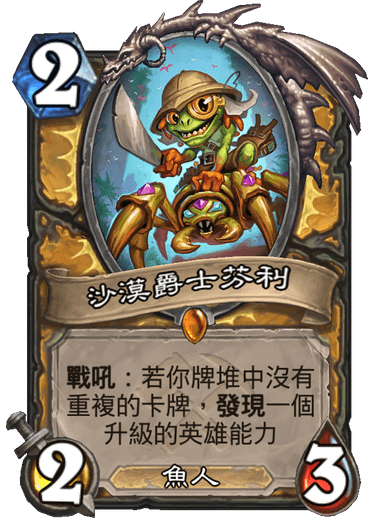 2
沙漠爵士芬利
戰吼：若你牌堆中沒有
重複的卡牌，發現一個
升級的英雄能力
2
魚人
3